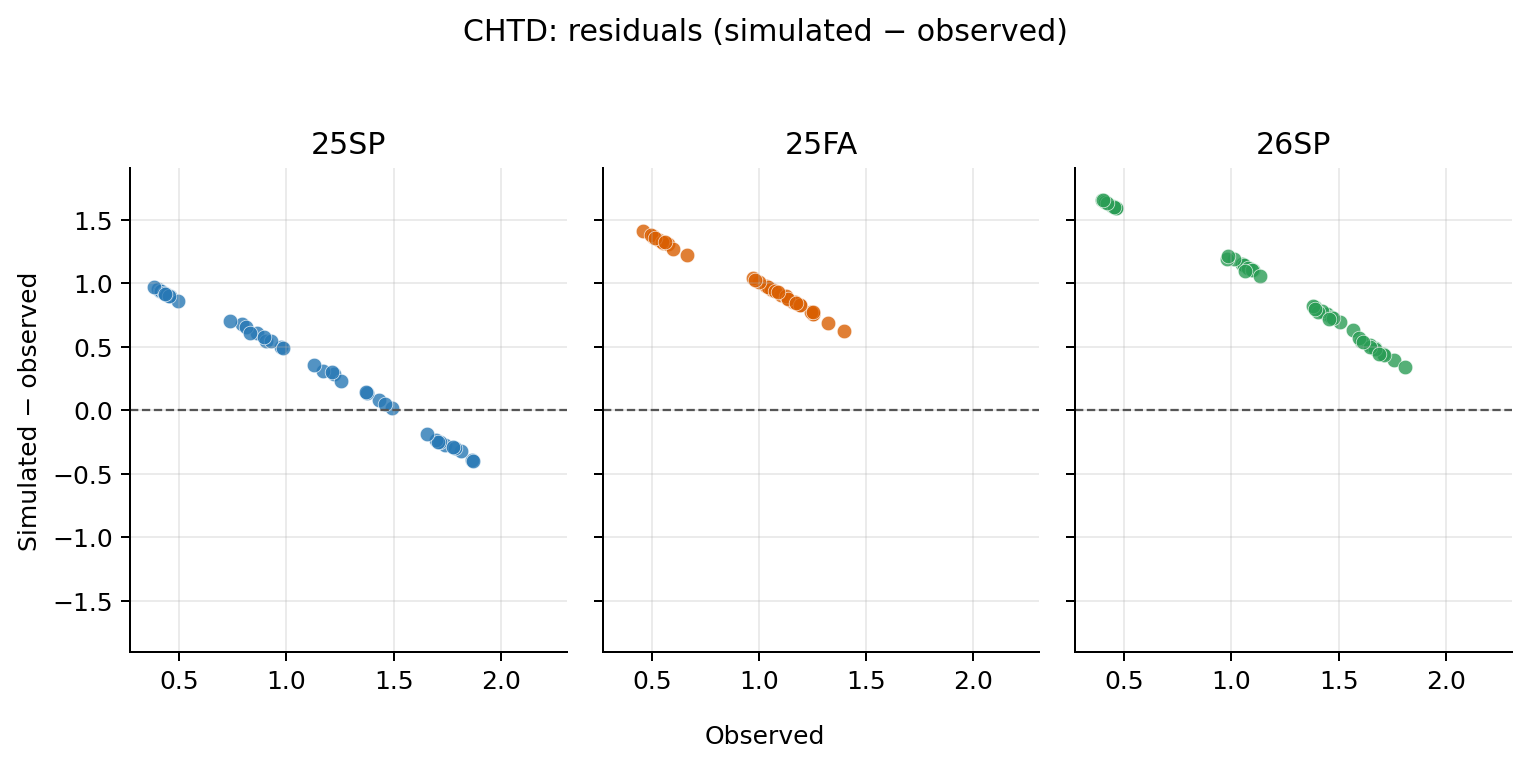 CHTD: residuals (simulated − observed)
25SP
25FA
26SP
Simulated − observed
1.5
1.0
0.5
0.0
−0.5
−1.0
−1.5
0.5 1.0 1.5 2.0
0.5 1.0 1.5 2.0
0.5 1.0 1.5 2.0
Observed